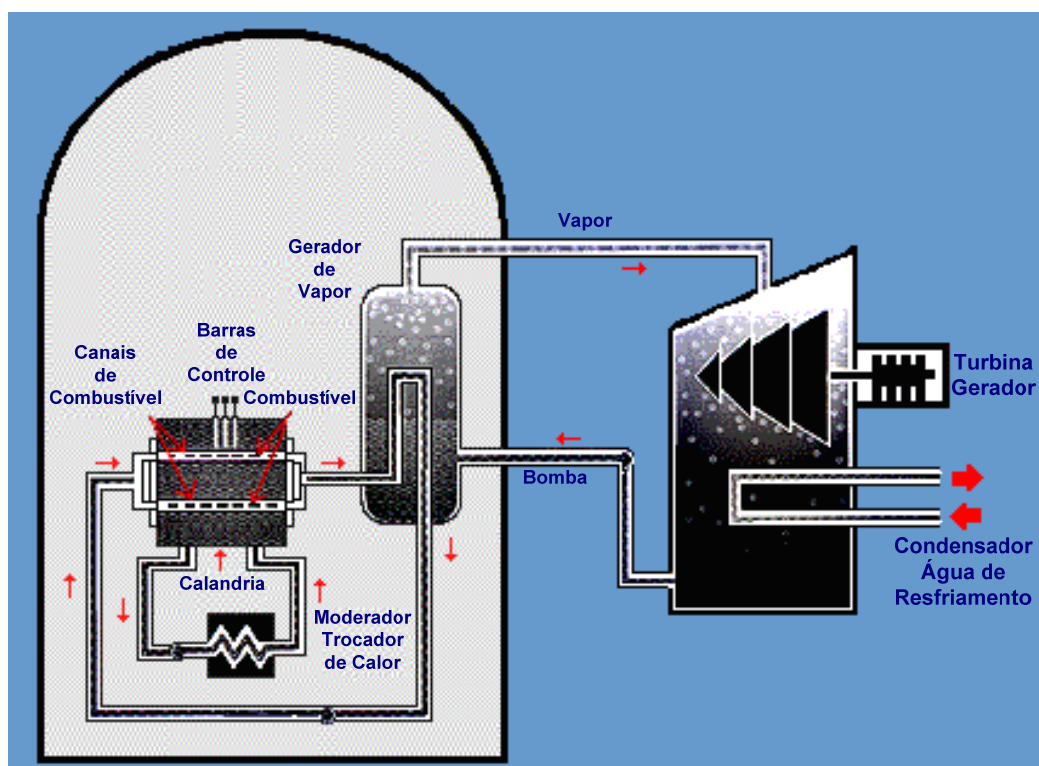 Vapor
Gerador
de
Vapor
Barras
de
Controle
Canais
de
Combustível
Combustível
Turbina
Gerador
Bomba
Condensador
Água de
Resfriamento
Calandria
Moderador
Trocador
de Calor